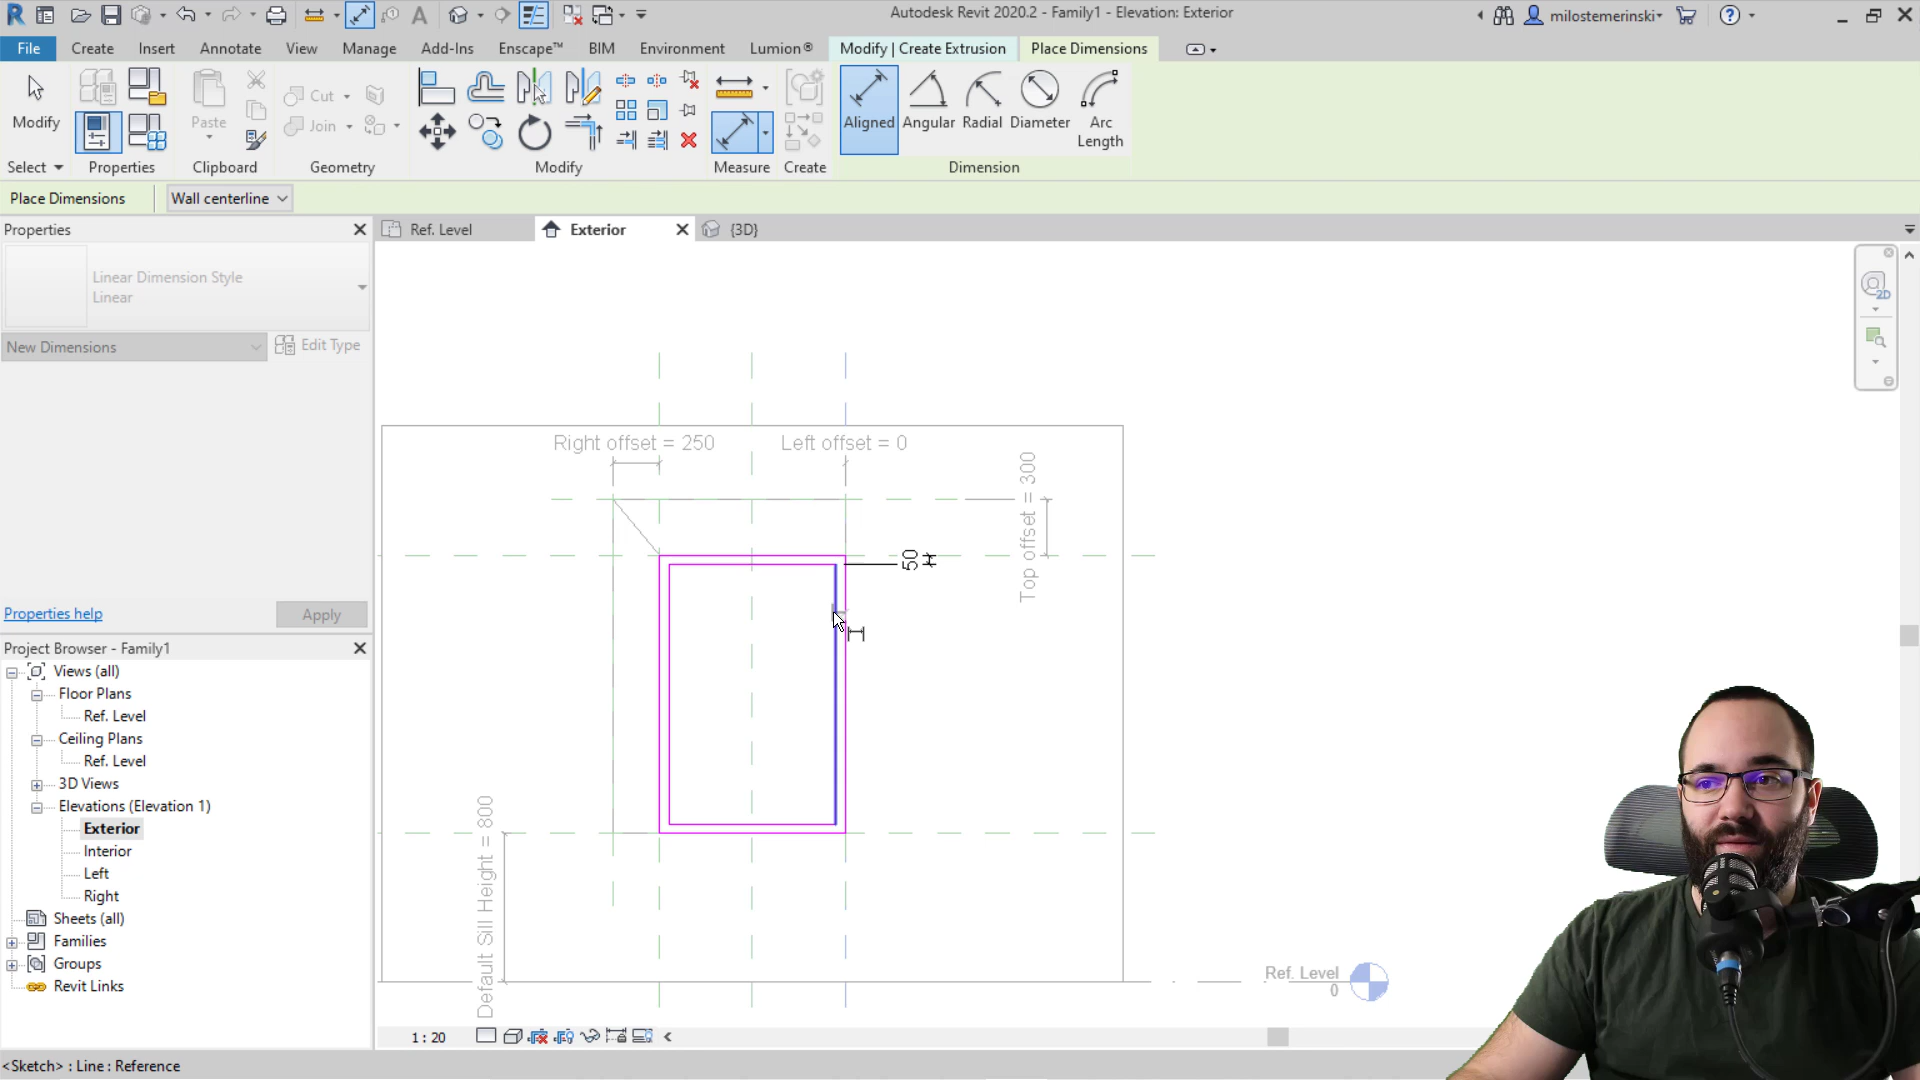 Autodesk Revit 2020.2 - Family1 - Elevation: Exterior
milostemerinski
File Create Insert Annotate View Manage Add-Ins Enscape™ BIM Environment Lumion® Modify | Create Extrusion Place Dimensions
Modify
Paste
Cut
Join
Aligned Angular Radial Diameter Arc Length
Select Properties Clipboard Geometry Modify Measure Create Dimension
Place Dimensions Wall centerline
Properties
Linear Dimension Style
Linear
New Dimensions Edit Type
Properties help Apply
Project Browser - Family1
Views (all)
Floor Plans
Ref. Level
Ceiling Plans
Ref. Level
3D Views
Elevations (Elevation 1)
Exterior
Interior
Left
Right
Sheets (all)
Families
Groups
Revit Links
Ref. Level Exterior {3D}
2D
Right offset = 250 Left offset = 0
Top offset = 300
50
Default Sill Height = 800
Ref. Level
0
1 : 20
<Sketch> : Line : Reference